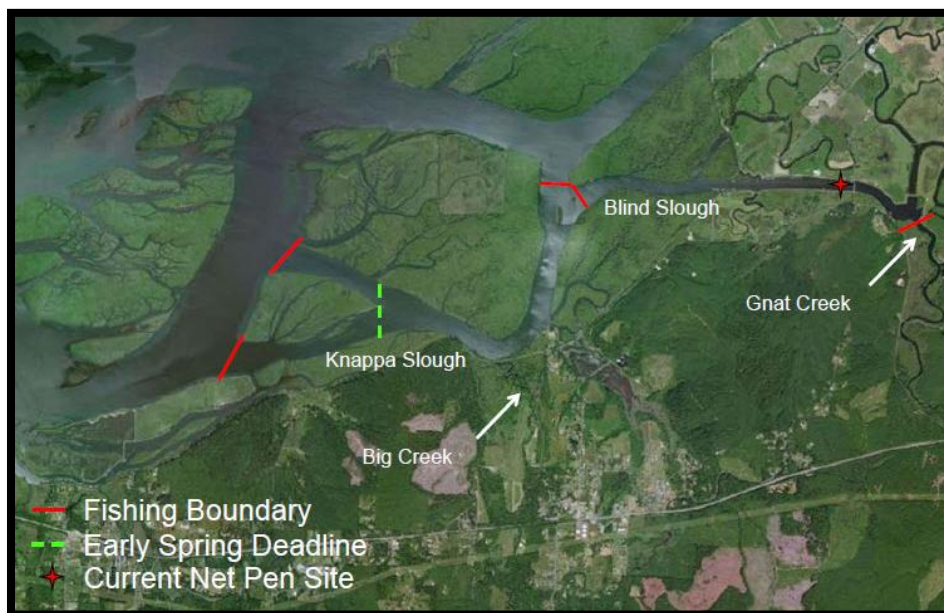 Blind Slough
Gnat Creek
Knappa Slough
Big Creek
Fishing Boundary
Early Spring Deadline
Current Net Pen Site